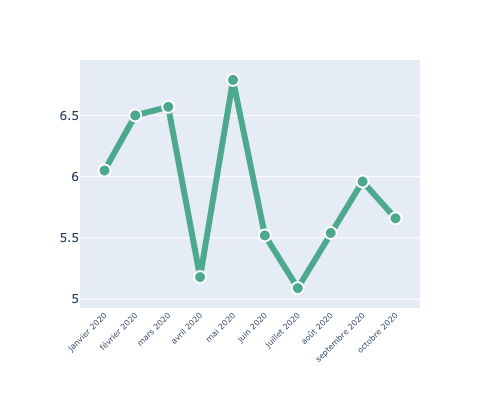 6.5
6
5.5
5
janvier 2020
février 2020
mars 2020
avril 2020
mai 2020
juin 2020
juillet 2020
août 2020
septembre 2020
octobre 2020